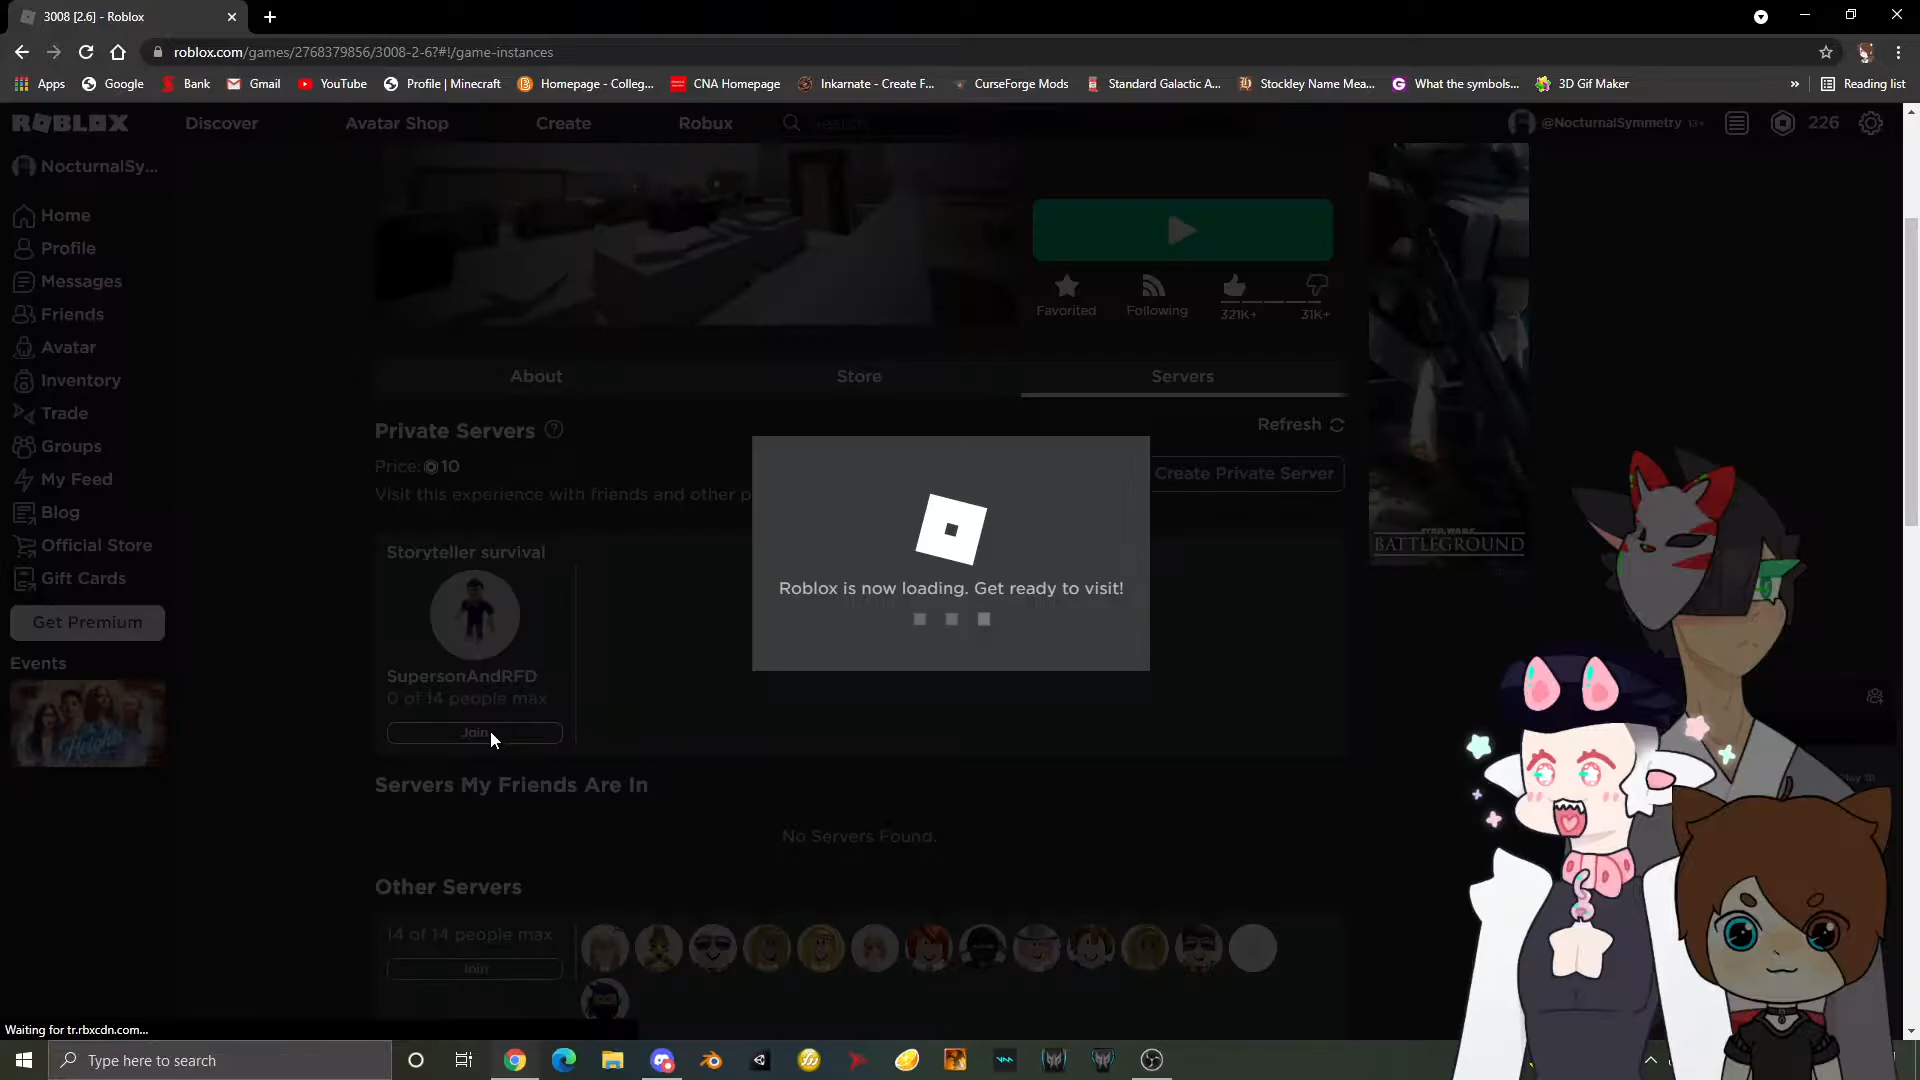 3008 [2.6] - Roblox
roblox.com/games/2768379856/3008-2-6?#!/game-instances
Apps Google Bank Gmail YouTube Profile | Minecraft Homepage - Colleg... CNA Homepage Inkarnate - Create F... CurseForge Mods Standard Galactic A... Stockley Name Mea... What the symbols... 3D Gif Maker » Reading list
ROBLOX Discover Avatar Shop Create Robux Search @NocturnalSymmetry 13+ 226
NocturnalSy...
Home
Profile
Messages
Friends
Avatar
Inventory
Trade
Groups
My Feed
Blog
Official Store
Gift Cards
Get Premium
Events
Heights
Favorited Following 321K+ 31K+
About Store Servers
Private Servers
Refresh
Price: 10
Create Private Server
Visit this experience with friends and other p
Storyteller survival
SupersonAndRFD
0 of 14 people max
Join
Roblox is now loading. Get ready to visit!
STAR WARS
BATTLEGROUND
Servers My Friends Are In
No Servers Found.
Other Servers
14 of 14 people max
Join
Waiting for tr.rbxcdn.com...
Type here to search